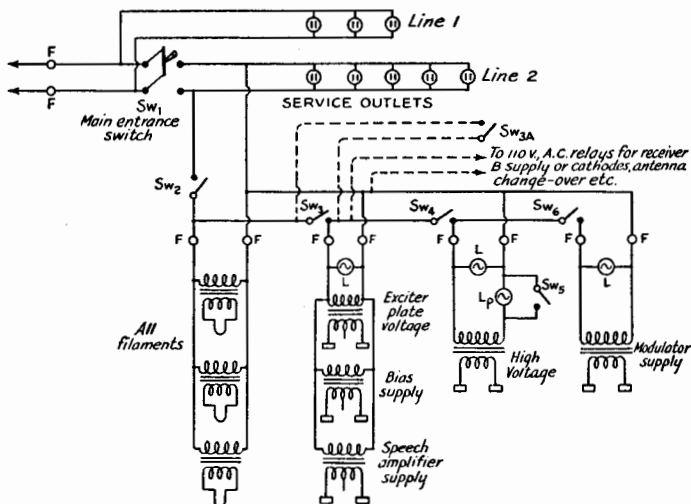 Line 1
F
Line 2
F
Sw1
Main entrance
switch
SERVICE OUTLETS
Sw3A
To 110 v., A.C. relays for receiver
B supply or cathodes, antenna
change-over etc.
Sw2
Sw3
Sw4
Sw6
F
F
F
F
F
F
F
F
L
L
L
Lp
Sw5
All
filaments
Exciter
plate
voltage
High
Voltage
Modulator
supply
Bias
supply
Speech
amplifier
supply